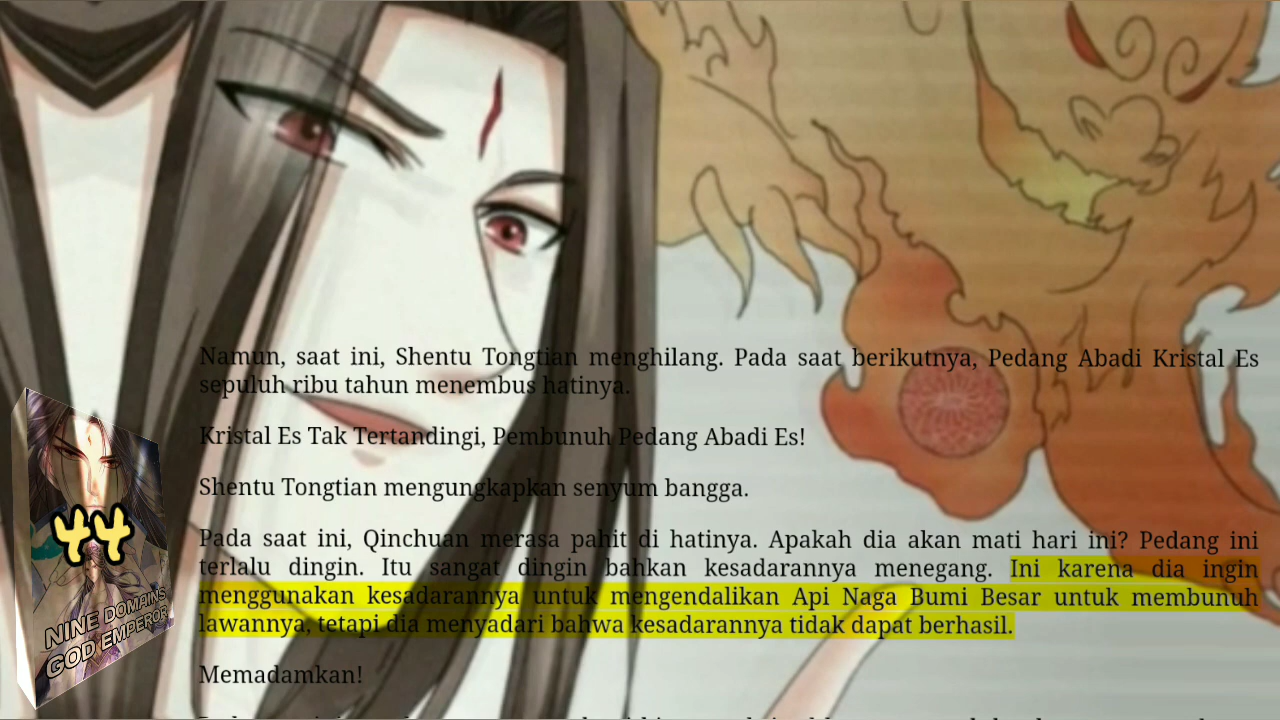 Namun, saat ini, Shentu Tongtian menghilang. Pada saat berikutnya, Pedang Abadi Kristal Es
sepuluh ribu tahun menembus hatinya.
Kristal Es Tak Tertandingi, Pembunuh Pedang Abadi Es!
Shentu Tongtian mengungkapkan senyum bangga.
Pada saat ini, Qinchuan merasa pahit di hatinya. Apakah dia akan mati hari ini? Pedang ini
terlalu dingin. Itu sangat dingin bahkan kesadarannya menegang. Ini karena dia ingin
menggunakan kesadarannya untuk mengendalikan Api Naga Bumi Besar untuk membunuh
lawannya, tetapi dia menyadari bahwa kesadarannya tidak dapat berhasil.
Memadamkan!
44
NINE DOMAINS
GOD EMPEROR